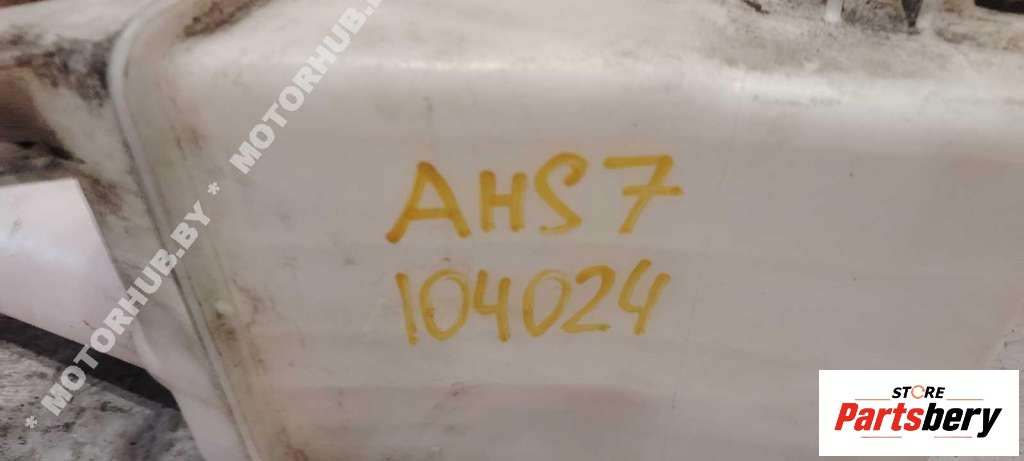 * MOTORHUB.BY * MOTORHUB.BY
AHS7
104024
STORE
Partsbery